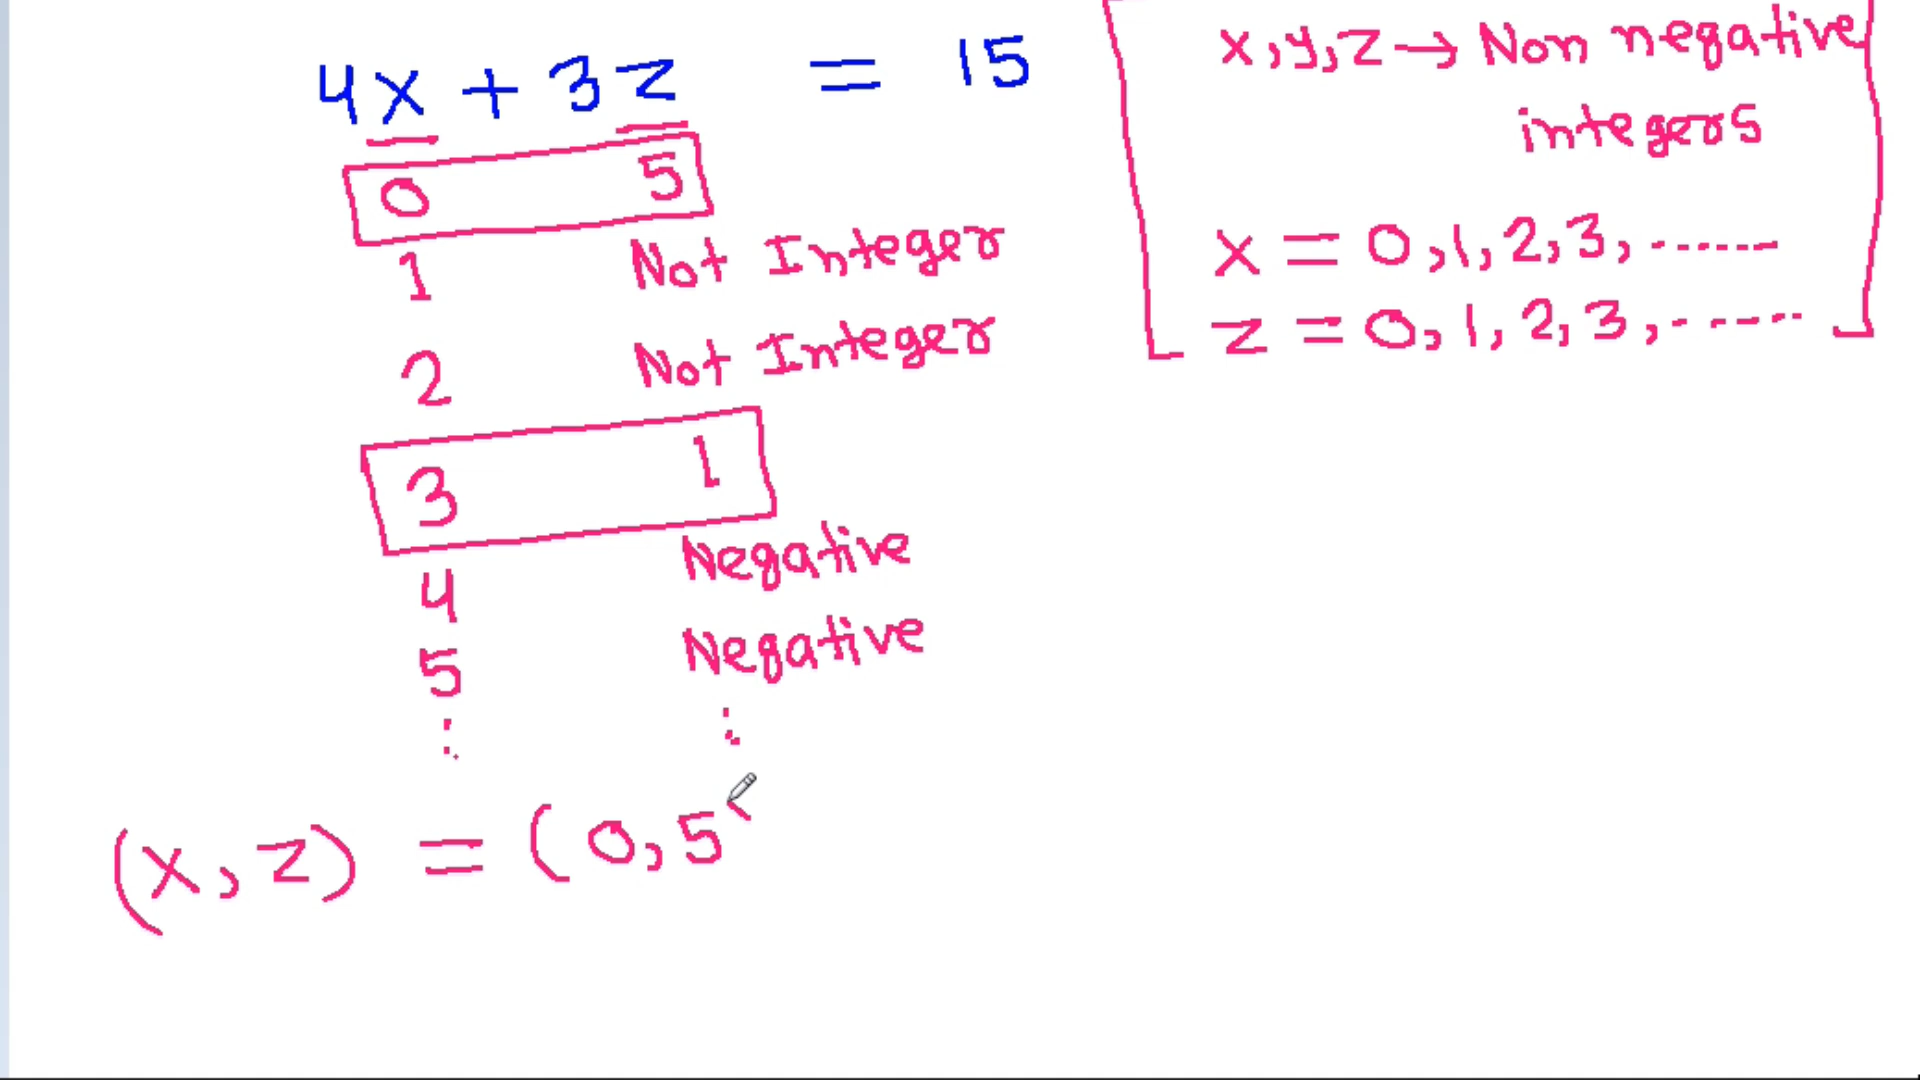 4x + 3z = 15
0 5
1 Not Integer
2 Not Integer
3 1
4 Negative
5 Negative
⋮ ⋮
(x,z) = (0,5
x,y,z → Non negative
integers
x = 0,1,2,3,......
z = 0,1,2,3,......